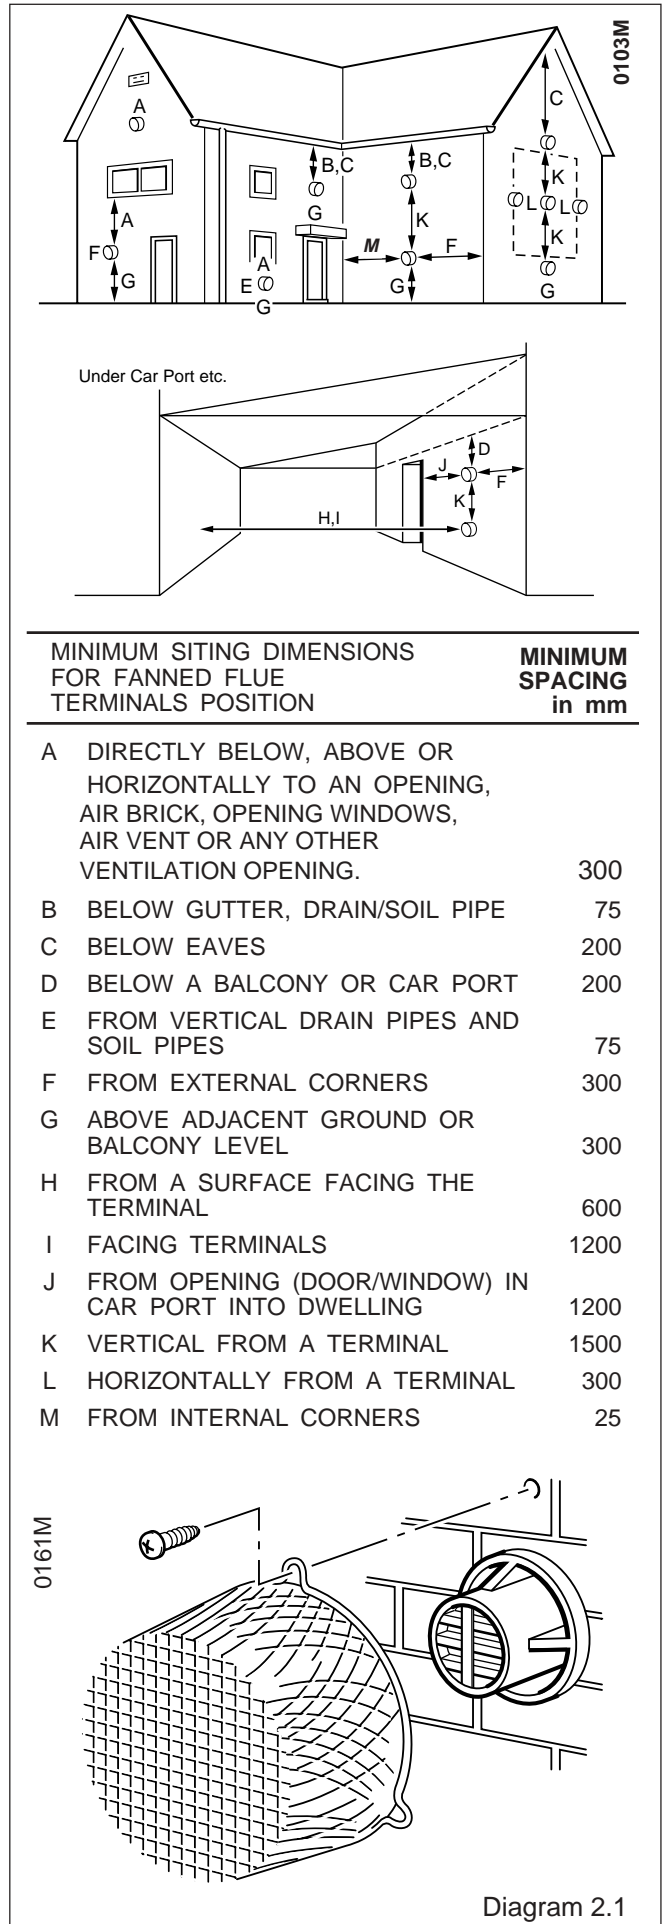 0103M
A
C
B,C
B,C
K
A
L
L
G
K
F
M
F
K
A
G
E
G
G
G
Under Car Port etc.
D
J
F
K
H,I
MINIMUM SITING DIMENSIONS
FOR FANNED FLUE
TERMINALS POSITION
MINIMUM
SPACING
in mm
A DIRECTLY BELOW, ABOVE OR
HORIZONTALLY TO AN OPENING,
AIR BRICK, OPENING WINDOWS,
AIR VENT OR ANY OTHER
VENTILATION OPENING. 300
B BELOW GUTTER, DRAIN/SOIL PIPE 75
C BELOW EAVES 200
D BELOW A BALCONY OR CAR PORT 200
E FROM VERTICAL DRAIN PIPES AND
SOIL PIPES 75
F FROM EXTERNAL CORNERS 300
G ABOVE ADJACENT GROUND OR
BALCONY LEVEL 300
H FROM A SURFACE FACING THE
TERMINAL 600
I FACING TERMINALS 1200
J FROM OPENING (DOOR/WINDOW) IN
CAR PORT INTO DWELLING 1200
K VERTICAL FROM A TERMINAL 1500
L HORIZONTALLY FROM A TERMINAL 300
M FROM INTERNAL CORNERS 25
0161M
Diagram 2.1